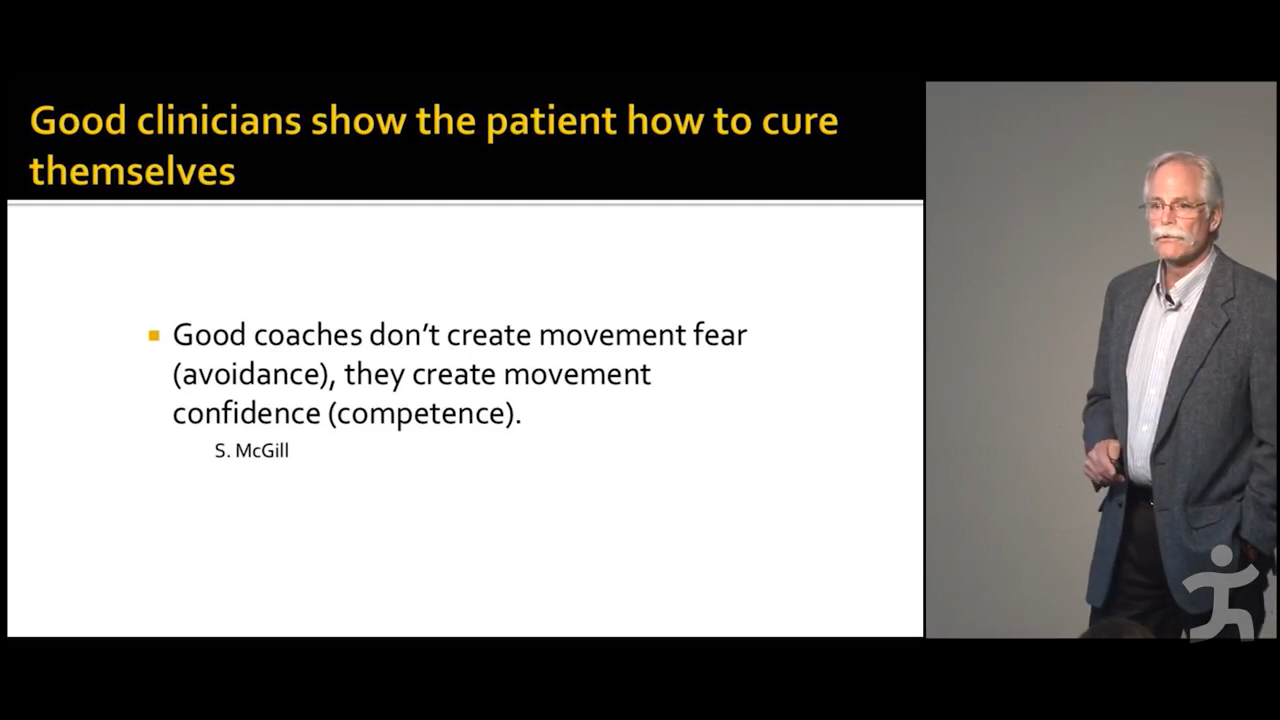 Good clinicians show the patient how to cure
themselves
Good coaches don’t create movement fear
(avoidance), they create movement
confidence (competence).
S. McGill